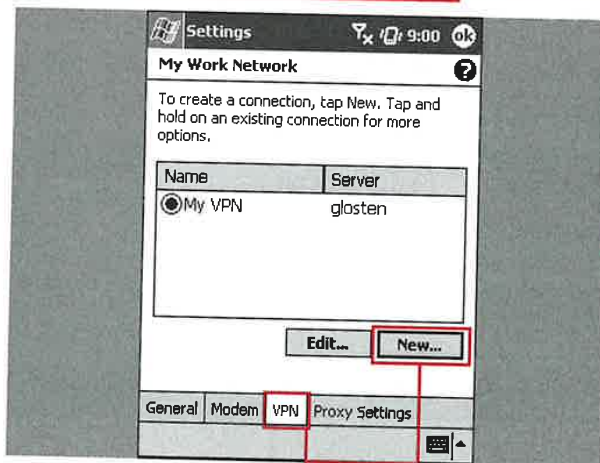 Settings 9:00 ok
My Work Network ?
To create a connection, tap New. Tap and
hold on an existing connection for more
options.
Name Server
My VPN glosten
Edit... New...
General Modem VPN Proxy Settings